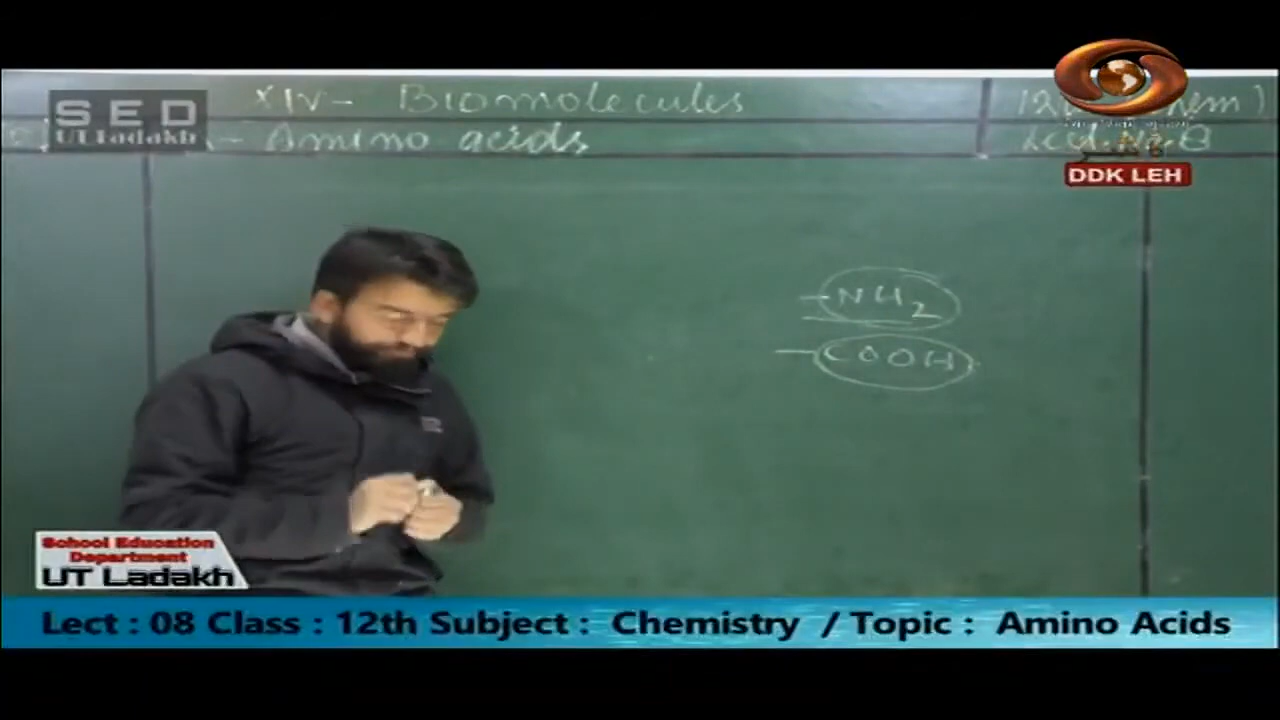 SED
UT Ladakh
XIV - Biomolecules
- Amino acids
DDK LEH
-NH2
-COOH
School Education
Department
UT Ladakh
Lect : 08 Class : 12th Subject : Chemistry / Topic : Amino Acids